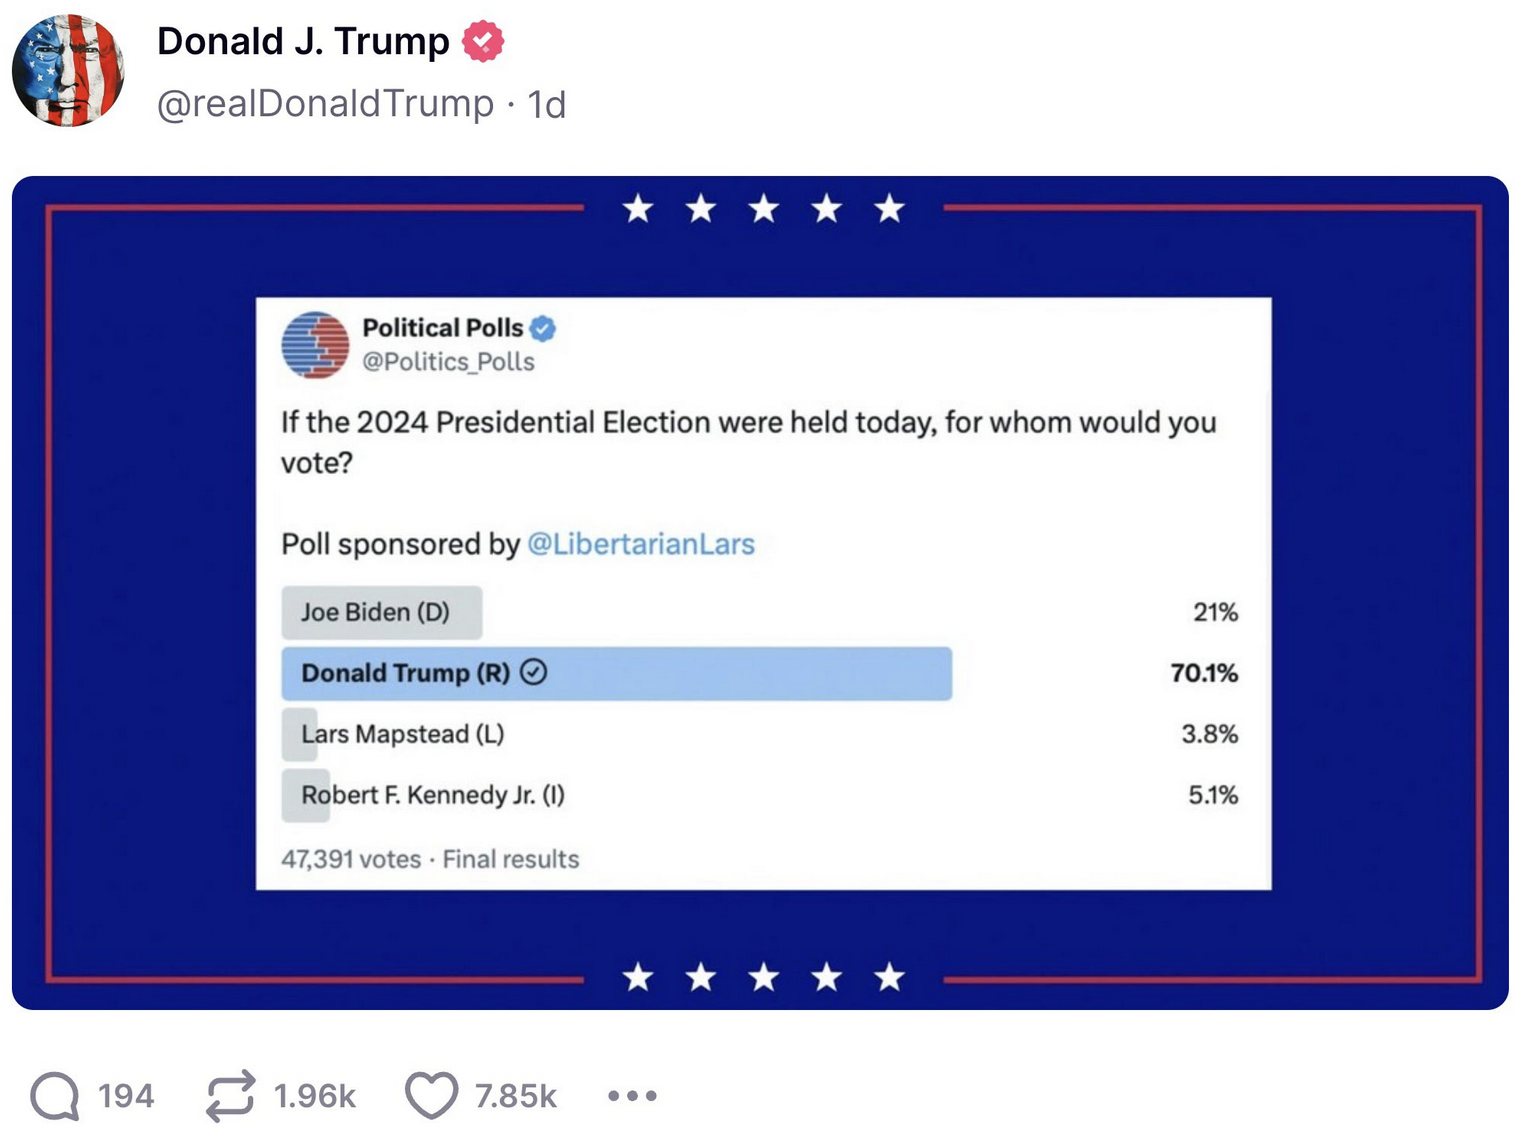 Donald J. Trump
@realDonaldTrump · 1d
Political Polls
@Politics_Polls
If the 2024 Presidential Election were held today, for whom would you
vote?
Poll sponsored by @LibertarianLars
Joe Biden (D) 21%
Donald Trump (R) 70.1%
Lars Mapstead (L) 3.8%
Robert F. Kennedy Jr. (I) 5.1%
47,391 votes · Final results
194 1.96k 7.85k